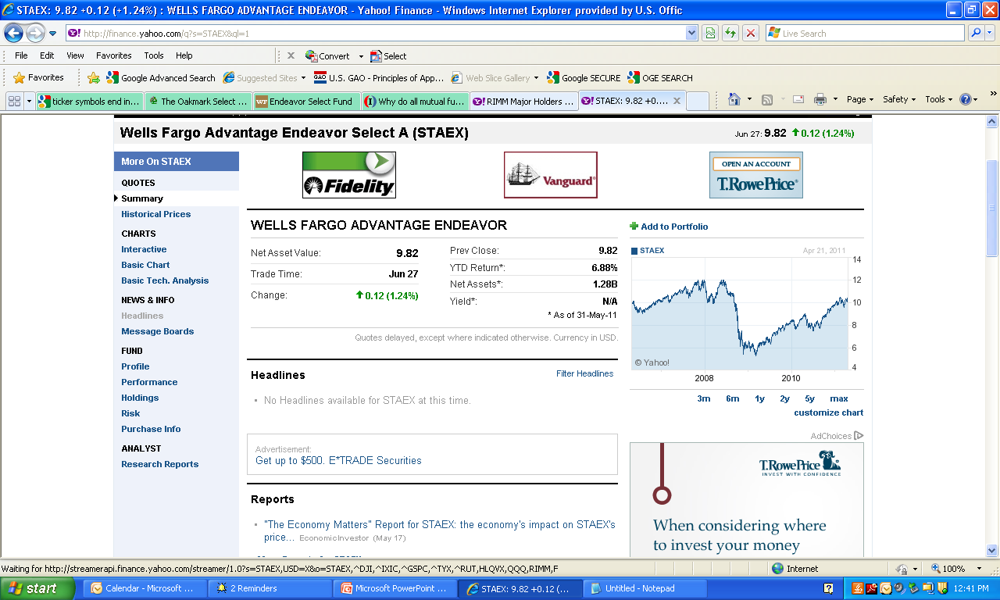 STAEX: 9.82 +0.12 (+1.24%) : WELLS FARGO ADVANTAGE ENDEAVOR - Yahoo! Finance - Windows Internet Explorer provided by U.S. Offic
http://finance.yahoo.com/q?s=STAEX&ql=1
Live Search
File Edit View Favorites Tools Help
Convert Select
Favorites Google Advanced Search Suggested Sites GAO U.S. GAO - Principles of App... Web Slice Gallery Google SECURE OGE SEARCH
ticker symbols end in... The Oakmark Select ... WF Endeavor Select Fund Why do all mutual fu... Y! RIMM Major Holders ... Y! STAEX: 9.82 +0....
Page Safety Tools »
Wells Fargo Advantage Endeavor Select A (STAEX)
Jun 27: 9.82 0.12 (1.24%)
More On STAEX
QUOTES
Summary
Historical Prices
CHARTS
Interactive
Basic Chart
Basic Tech. Analysis
NEWS & INFO
Headlines
Message Boards
FUND
Profile
Performance
Holdings
Risk
Purchase Info
ANALYST
Research Reports
Fidelity
Vanguard
OPEN AN ACCOUNT
T.RowePrice
WELLS FARGO ADVANTAGE ENDEAVOR
Net Asset Value: 9.82
Trade Time: Jun 27
Change: 0.12 (1.24%)
Prev Close: 9.82
YTD Return*: 6.88%
Net Assets*: 1.28B
Yield*: N/A
* As of 31-May-11
Quotes delayed, except where indicated otherwise. Currency in USD.
Headlines
Filter Headlines
No Headlines available for STAEX at this time.
Advertisement:
Get up to $500. E*TRADE Securities
Reports
"The Economy Matters" Report for STAEX: the economy's impact on STAEX's
price... EconomicInvestor (May 17)
Add to Portfolio
STAEX Apr 21, 2011
14
12
10
8
6
4
© Yahoo!
2008 2010
3m 6m 1y 2y 5y max
customize chart
AdChoices
T.RowePrice
INVEST WITH CONFIDENCE
When considering where
to invest your money
Waiting for http://streamerapi.finance.yahoo.com/streamer/1.0?s=STAEX,USD=X&o=STAEX,^DJI,^IXIC,^GSPC,^TYX,^RUT,HLQVX,QQQ,RIMM,F
Internet 100%
start Calendar - Microsoft ... 2 Reminders Microsoft PowerPoint ... STAEX: 9.82 +0.12 (... Untitled - Notepad 12:41 PM